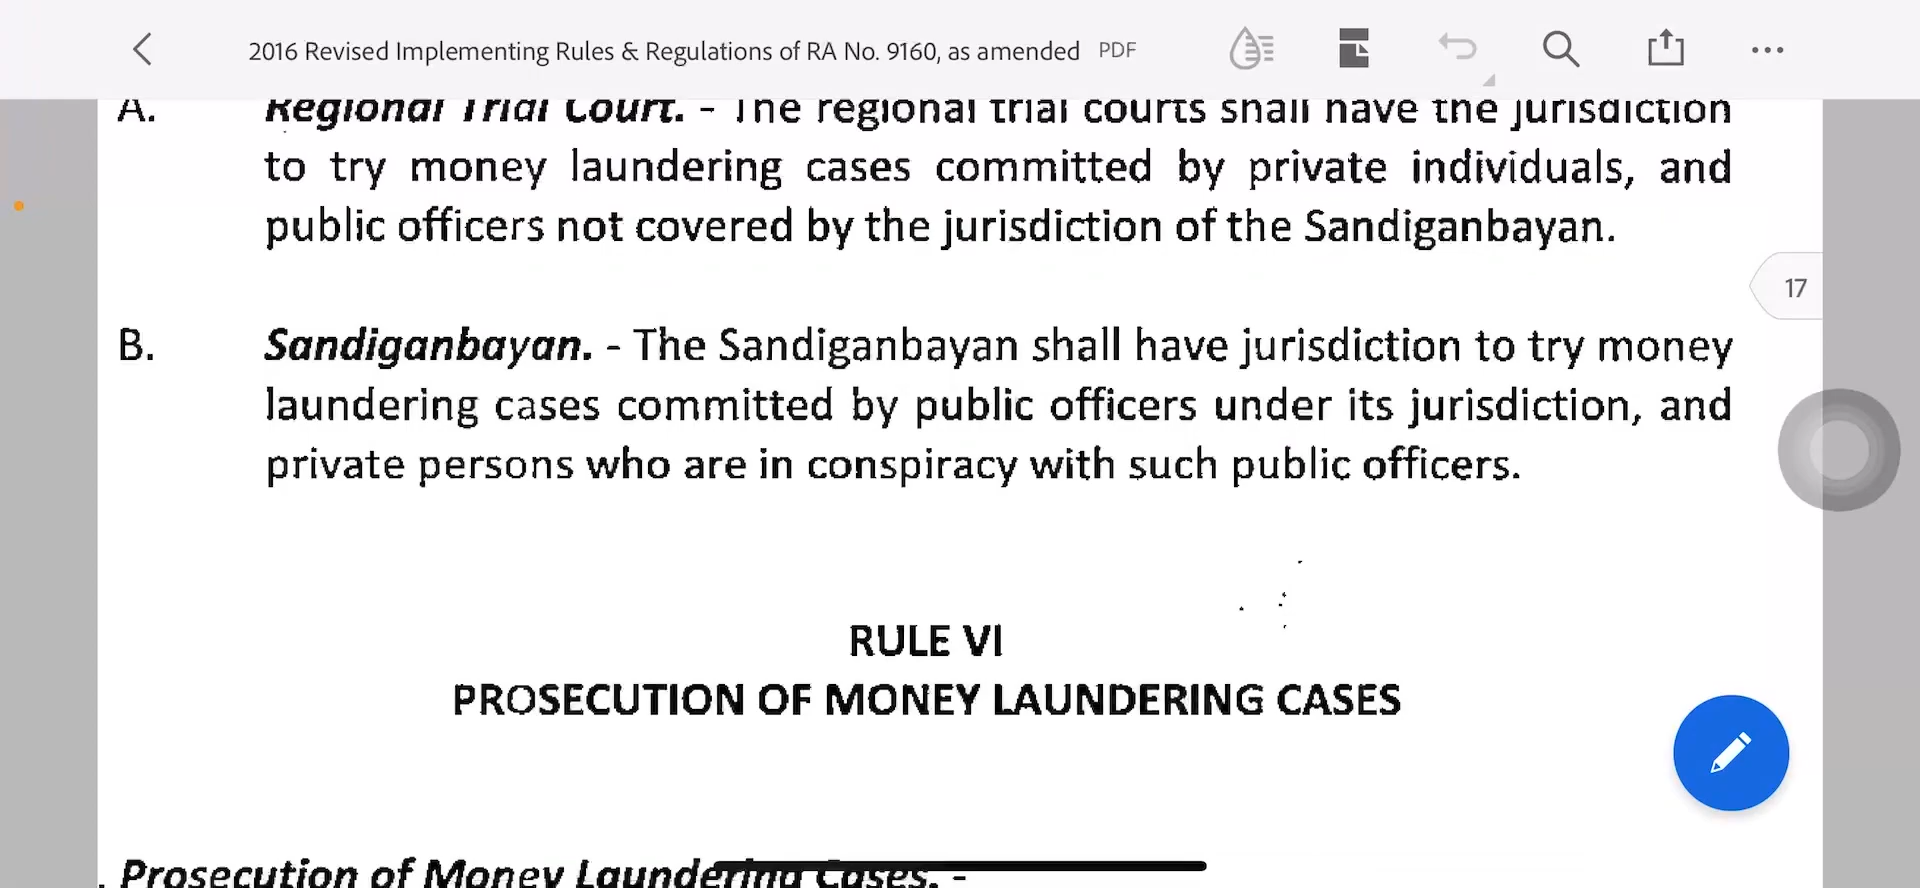 2016 Revised Implementing Rules & Regulations of RA No. 9160, as amended PDF
A. Regional Trial Court. - The regional trial courts shall have the jurisdiction
to try money laundering cases committed by private individuals, and
public officers not covered by the jurisdiction of the Sandiganbayan.
17
B. Sandiganbayan. - The Sandiganbayan shall have jurisdiction to try money
laundering cases committed by public officers under its jurisdiction, and
private persons who are in conspiracy with such public officers.
RULE VI
PROSECUTION OF MONEY LAUNDERING CASES
. Prosecution of Money Laundering Cases. -